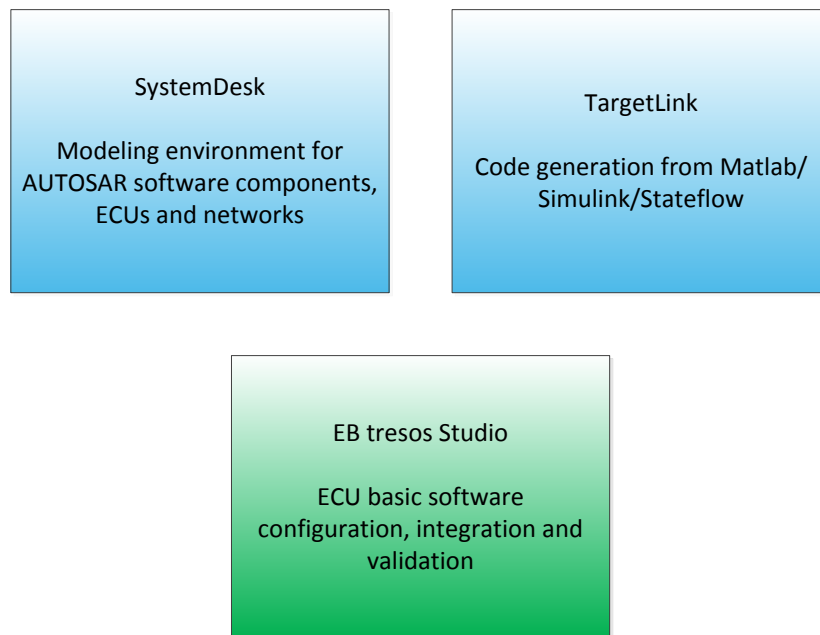 SystemDesk
Modeling environment for
AUTOSAR software components,
ECUs and networks
TargetLink
Code generation from Matlab/
Simulink/Stateflow
EB tresos Studio
ECU basic software
configuration, integration and
validation